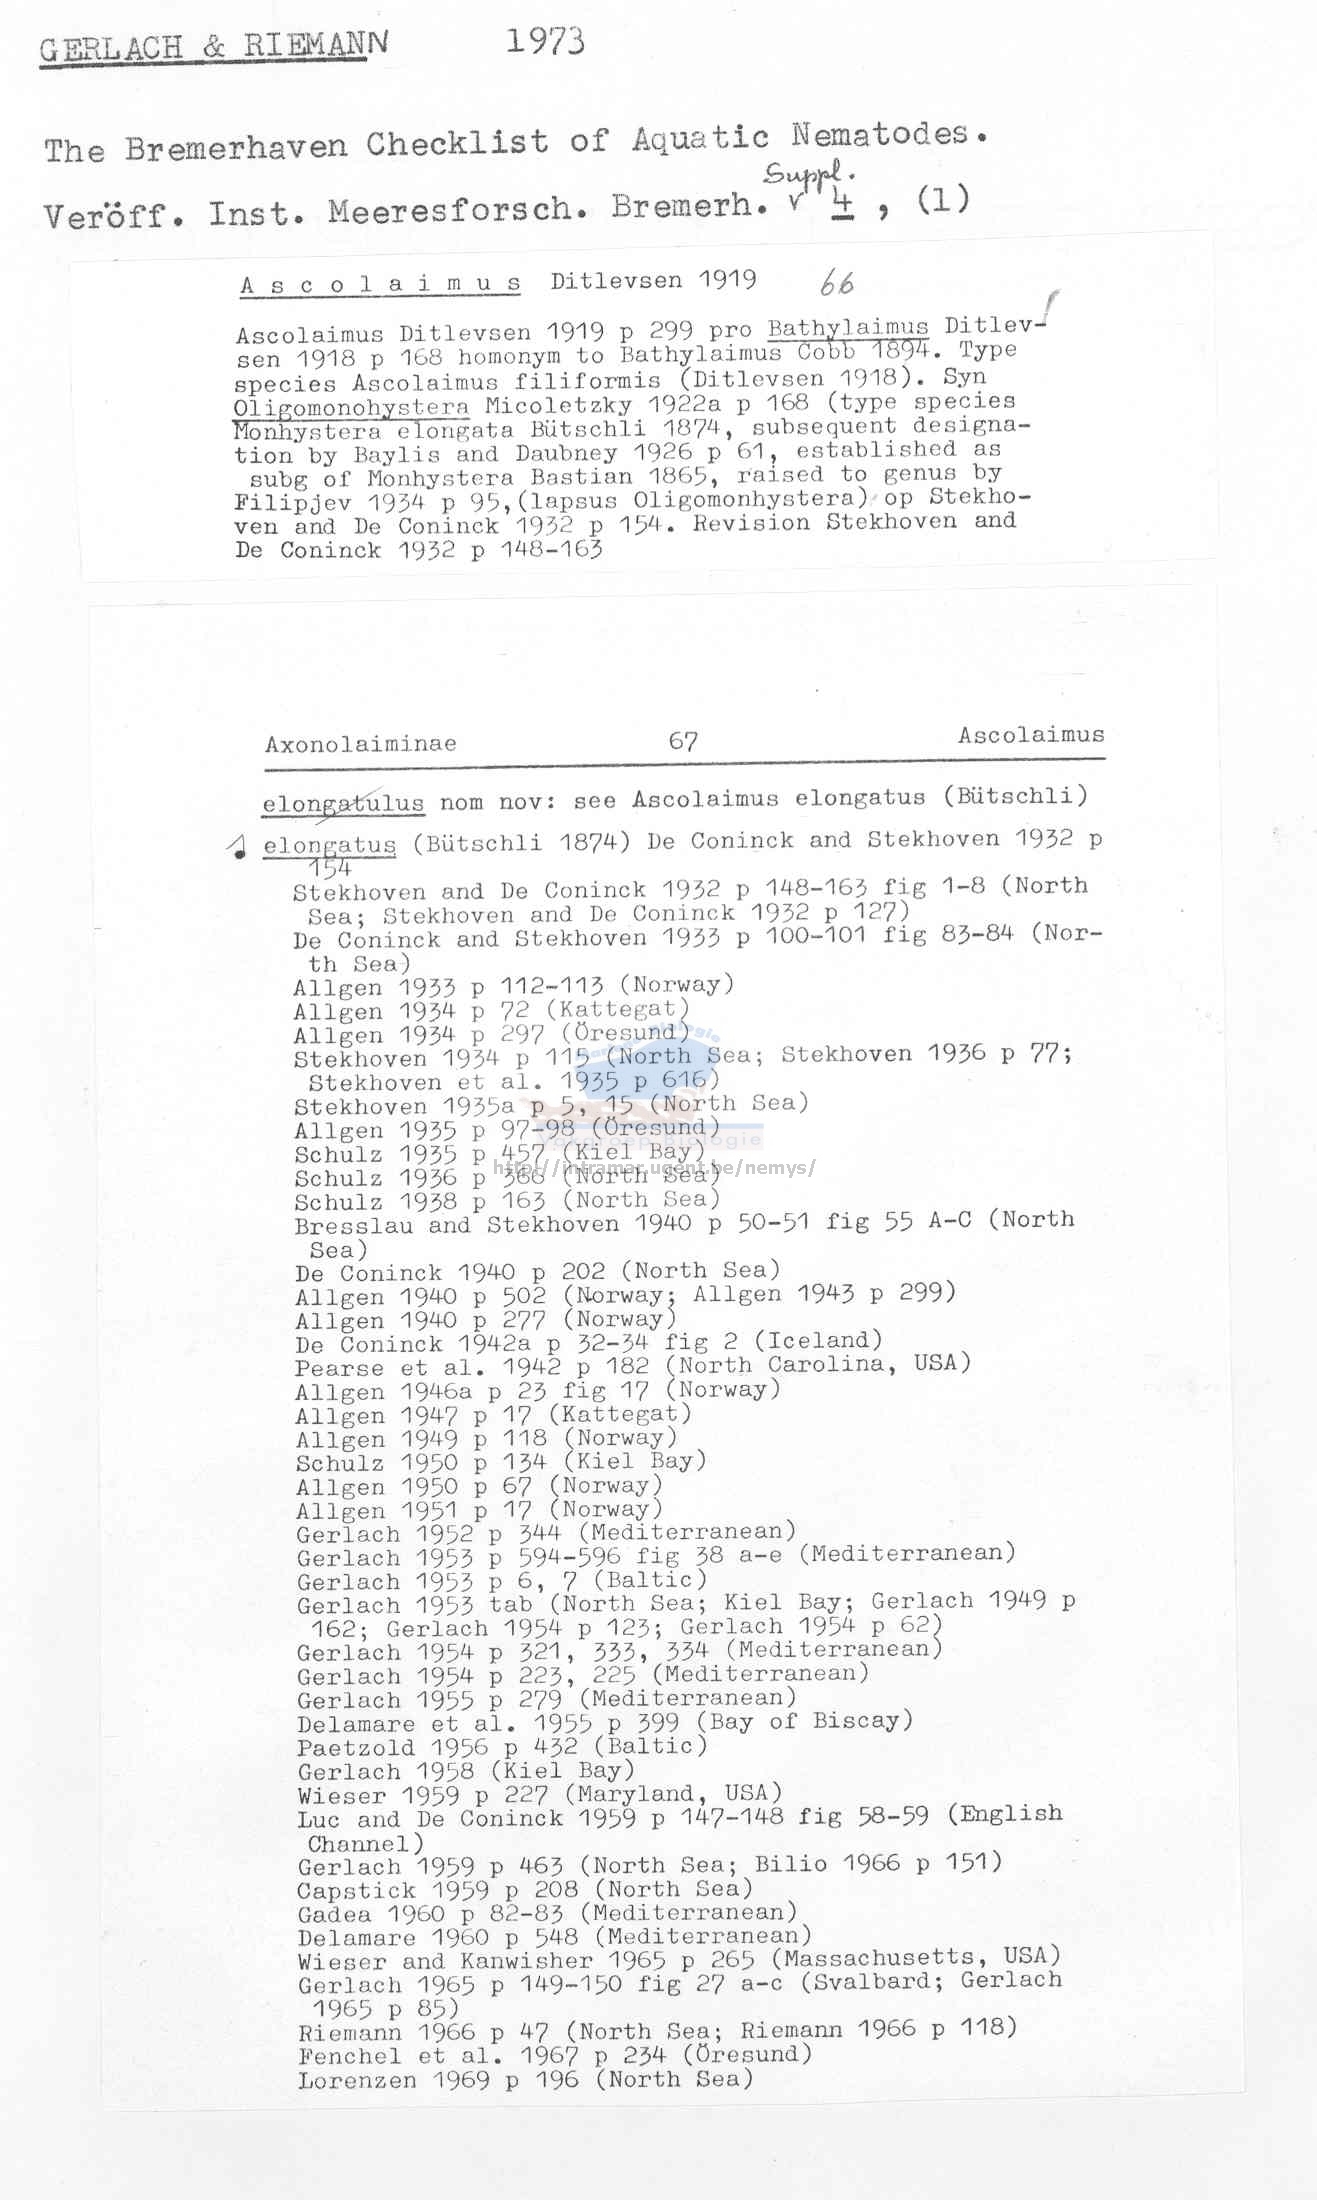 GERLACH & RIEMANN 1973
The Bremerhaven Checklist of Aquatic Nematodes.
Suppl.
Veröff. Inst. Meeresforsch. Bremerh. v 4 , (1)
A s c o l a i m u s Ditlevsen 1919 66
Ascolaimus Ditlevsen 1919 p 299 pro Bathylaimus Ditlev-
sen 1918 p 168 homonym to Bathylaimus Cobb 1894. Type
species Ascolaimus filiformis (Ditlevsen 1918). Syn
Oligomonohystera Micoletzky 1922a p 168 (type species
Monhystera elongata Bütschli 1874, subsequent designa-
tion by Baylis and Daubney 1926 p 61, established as
subg of Monhystera Bastian 1865, raised to genus by
Filipjev 1934 p 95,(lapsus Oligomonhystera) op Stekho-
ven and De Coninck 1932 p 154. Revision Stekhoven and
De Coninck 1932 p 148-163
Axonolaiminae 67 Ascolaimus
elongatulus nom nov: see Ascolaimus elongatus (Bütschli)
elongatus (Bütschli 1874) De Coninck and Stekhoven 1932 p
154
Stekhoven and De Coninck 1932 p 148-163 fig 1-8 (North
Sea; Stekhoven and De Coninck 1932 p 127)
De Coninck and Stekhoven 1933 p 100-101 fig 83-84 (Nor-
th Sea)
Allgen 1933 p 112-113 (Norway)
Allgen 1934 p 72 (Kattegat)
Allgen 1934 p 297 (Öresund)
Stekhoven 1934 p 115 (North Sea; Stekhoven 1936 p 77;
Stekhoven et al. 1935 p 616)
Stekhoven 1935a p 5, 15 (North Sea)
Allgen 1935 p 97-98 (Öresund)
Vakgroep Biologie
Schulz 1935 p 457 (Kiel Bay)
http://intramar.ugent.be/nemys/
Schulz 1936 p 366 (North Sea)
Schulz 1938 p 163 (North Sea)
Bresslau and Stekhoven 1940 p 50-51 fig 55 A-C (North
Sea)
De Coninck 1940 p 202 (North Sea)
Allgen 1940 p 502 (Norway; Allgen 1943 p 299)
Allgen 1940 p 277 (Norway)
De Coninck 1942a p 32-34 fig 2 (Iceland)
Pearse et al. 1942 p 182 (North Carolina, USA)
Allgen 1946a p 23 fig 17 (Norway)
Allgen 1947 p 17 (Kattegat)
Allgen 1949 p 118 (Norway)
Schulz 1950 p 134 (Kiel Bay)
Allgen 1950 p 67 (Norway)
Allgen 1951 p 17 (Norway)
Gerlach 1952 p 344 (Mediterranean)
Gerlach 1953 p 594-596 fig 38 a-e (Mediterranean)
Gerlach 1953 p 6, 7 (Baltic)
Gerlach 1953 tab (North Sea; Kiel Bay; Gerlach 1949 p
162; Gerlach 1954 p 123; Gerlach 1954 p 62)
Gerlach 1954 p 321, 333, 334 (Mediterranean)
Gerlach 1954 p 223, 225 (Mediterranean)
Gerlach 1955 p 279 (Mediterranean)
Delamare et al. 1955 p 399 (Bay of Biscay)
Paetzold 1956 p 432 (Baltic)
Gerlach 1958 (Kiel Bay)
Wieser 1959 p 227 (Maryland, USA)
Luc and De Coninck 1959 p 147-148 fig 58-59 (English
Channel)
Gerlach 1959 p 463 (North Sea; Bilio 1966 p 151)
Capstick 1959 p 208 (North Sea)
Gadea 1960 p 82-83 (Mediterranean)
Delamare 1960 p 548 (Mediterranean)
Wieser and Kanwisher 1965 p 265 (Massachusetts, USA)
Gerlach 1965 p 149-150 fig 27 a-c (Svalbard; Gerlach
1965 p 85)
Riemann 1966 p 47 (North Sea; Riemann 1966 p 118)
Fenchel et al. 1967 p 234 (Öresund)
Lorenzen 1969 p 196 (North Sea)